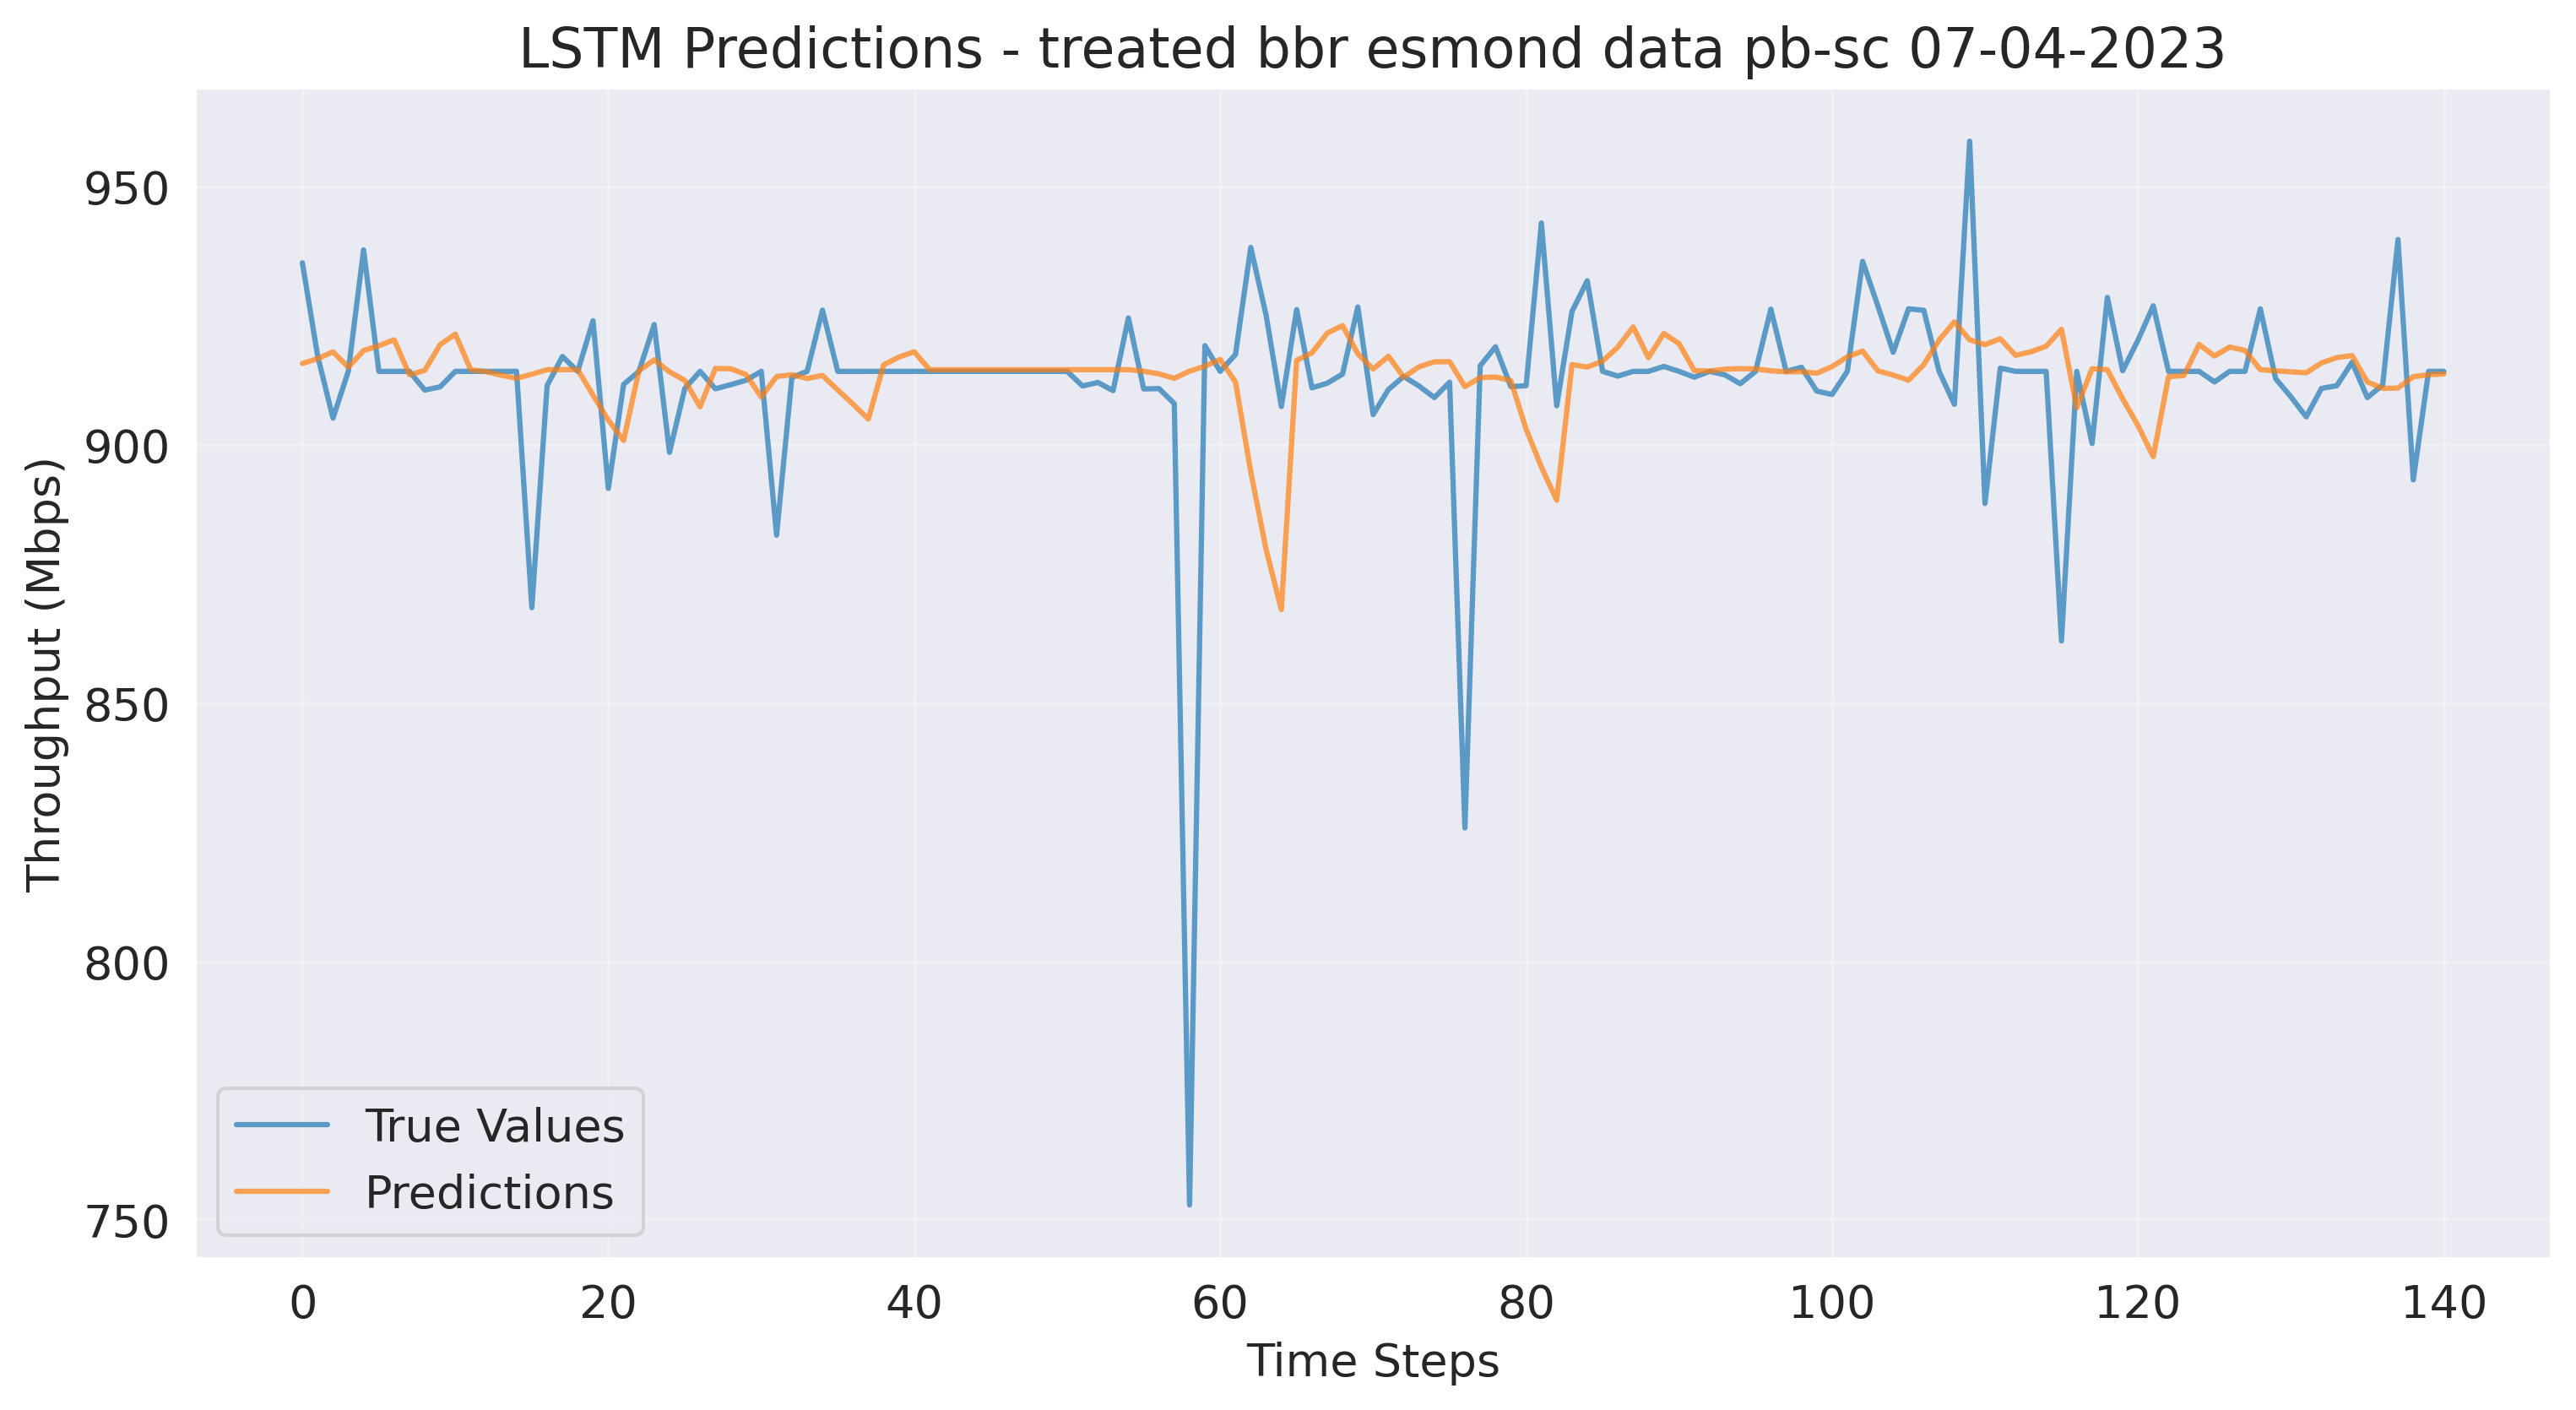 LSTM Predictions - treated bbr esmond data pb-sc 07-04-2023
Throughput (Mbps)
950
900
850
800
750
True Values
Predictions
0 20 40 60 80 100 120 140
Time Steps